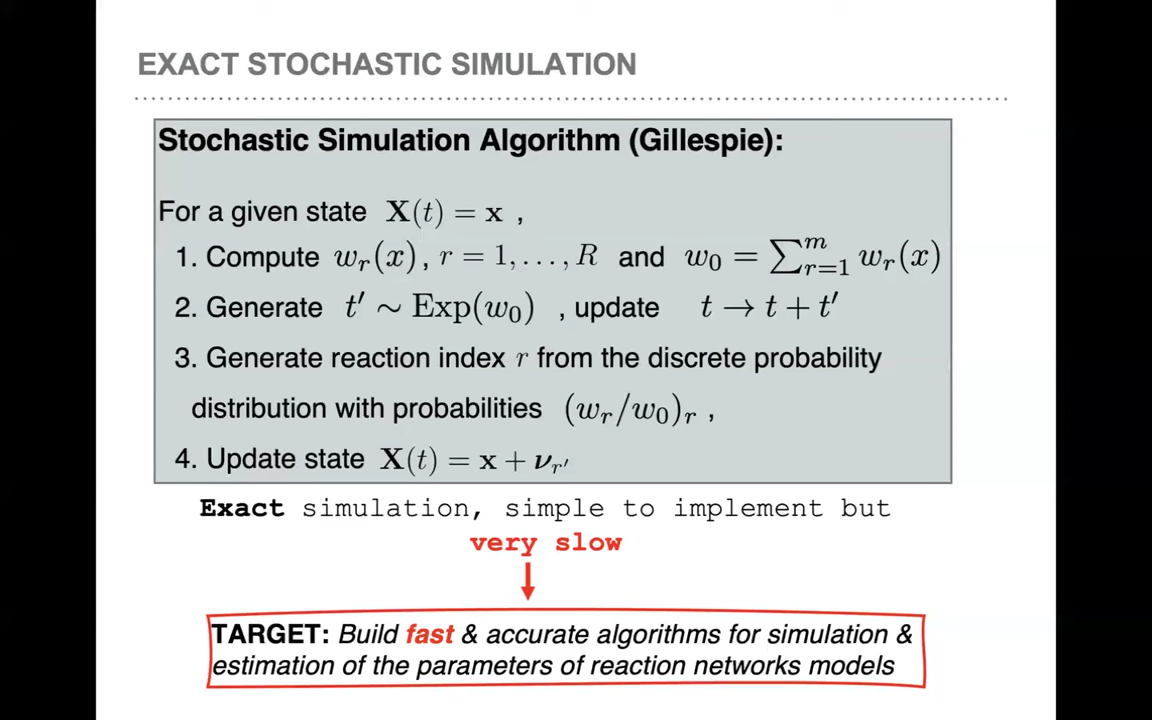 EXACT STOCHASTIC SIMULATION
Stochastic Simulation Algorithm (Gillespie):
For a given state X(t) = x ,
1. Compute w_r(x), r = 1, . . . , R and w_0 = ∑_{r=1}^{m} w_r(x)
2. Generate t′ ∼ Exp(w_0) , update t → t + t′
3. Generate reaction index r from the discrete probability
distribution with probabilities (w_r/w_0)_r ,
4. Update state X(t) = x + ν_{r′}
Exact simulation, simple to implement but
very slow
TARGET: Build fast & accurate algorithms for simulation &
estimation of the parameters of reaction networks models